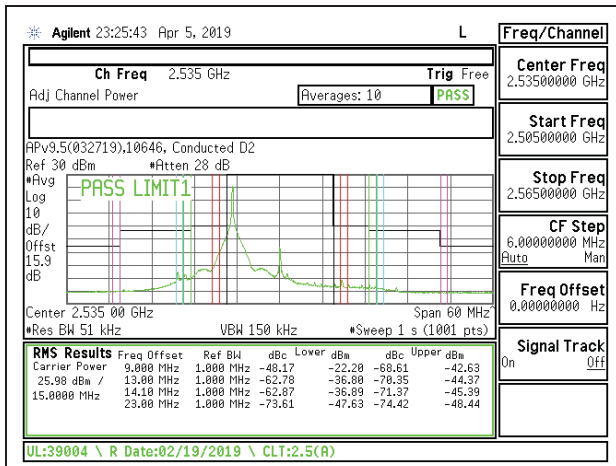 Agilent 23:25:43 Apr 5, 2019 L
Freq/Channel
Ch Freq 2.535 GHz Trig Free
Adj Channel Power Averages: 10 PASS
APv9.5(032719),10646, Conducted D2
Ref 30 dBm #Atten 28 dB
#Avg
Log
10
dB/
Offst
15.9
dB
PASS LIMIT1
Center 2.535 00 GHz Span 60 MHz^
#Res BW 51 kHz VBW 150 kHz #Sweep 1 s (1001 pts)
RMS Results Freq Offset Ref BW dBc Lower dBm dBc Upper dBm
Carrier Power 9.000 MHz 1.000 MHz -48.17 -22.20 -68.61 -42.63
25.98 dBm / 13.00 MHz 1.000 MHz -62.78 -36.80 -70.35 -44.37
15.0000 MHz 14.10 MHz 1.000 MHz -62.87 -36.89 -71.37 -45.39
23.00 MHz 1.000 MHz -73.61 -47.63 -74.42 -48.44
UL:39004 \ R Date:02/19/2019 \ CLT:2.5(A)
Center Freq
2.53500000 GHz
Start Freq
2.50500000 GHz
Stop Freq
2.56500000 GHz
CF Step
6.00000000 MHz
Auto Man
Freq Offset
0.00000000 Hz
Signal Track
On Off